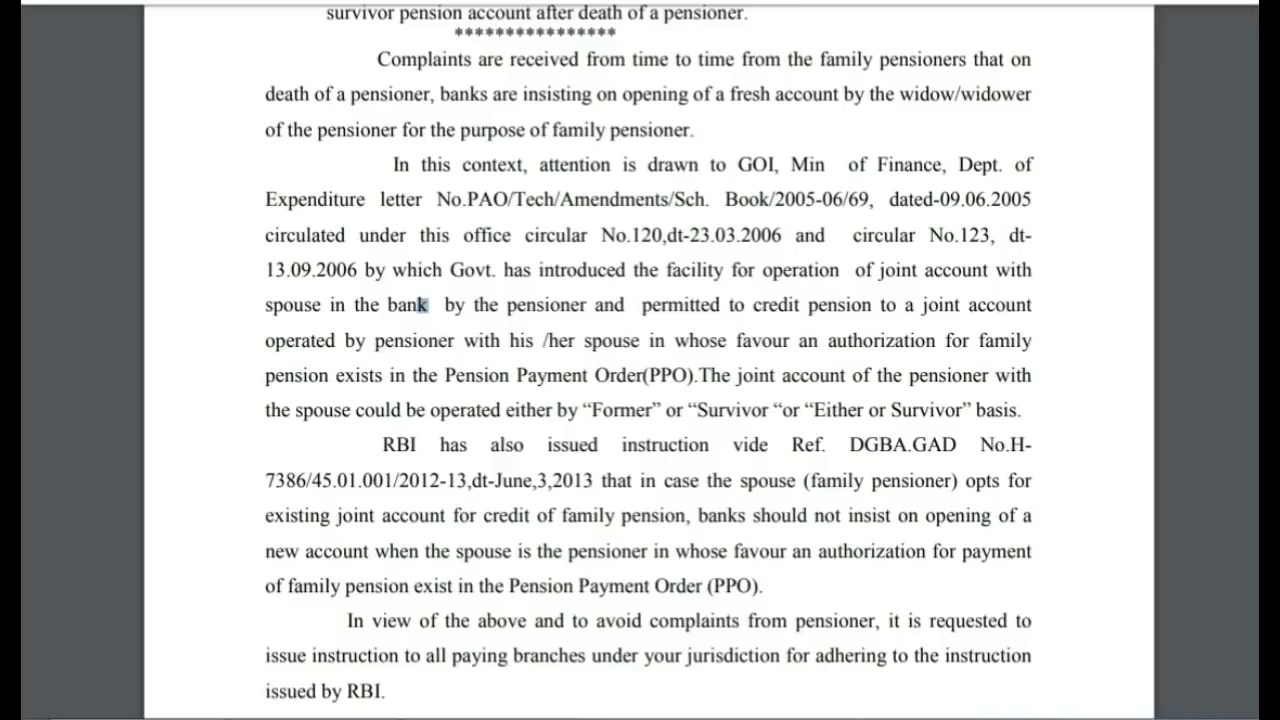 survivor pension account after death of a pensioner.
****************
Complaints are received from time to time from the family pensioners that on
death of a pensioner, banks are insisting on opening of a fresh account by the widow/widower
of the pensioner for the purpose of family pensioner.
In this context, attention is drawn to GOI, Min of Finance, Dept. of
Expenditure letter No.PAO/Tech/Amendments/Sch. Book/2005-06/69, dated-09.06.2005
circulated under this office circular No.120,dt-23.03.2006 and circular No.123, dt-
13.09.2006 by which Govt. has introduced the facility for operation of joint account with
spouse in the bank by the pensioner and permitted to credit pension to a joint account
operated by pensioner with his /her spouse in whose favour an authorization for family
pension exists in the Pension Payment Order(PPO).The joint account of the pensioner with
the spouse could be operated either by “Former” or “Survivor “or “Either or Survivor” basis.
RBI has also issued instruction vide Ref. DGBA.GAD No.H-
7386/45.01.001/2012-13,dt-June,3,2013 that in case the spouse (family pensioner) opts for
existing joint account for credit of family pension, banks should not insist on opening of a
new account when the spouse is the pensioner in whose favour an authorization for payment
of family pension exist in the Pension Payment Order (PPO).
In view of the above and to avoid complaints from pensioner, it is requested to
issue instruction to all paying branches under your jurisdiction for adhering to the instruction
issued by RBI.